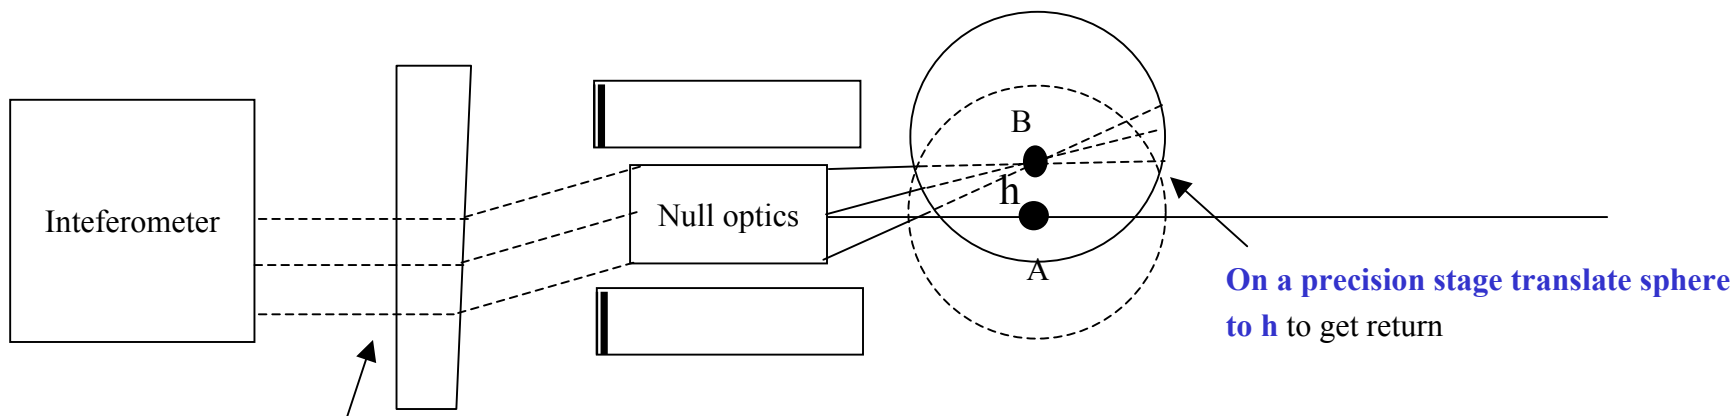 Inteferometer
Null optics
B
h
A
On a precision stage translate sphere
to h to get return